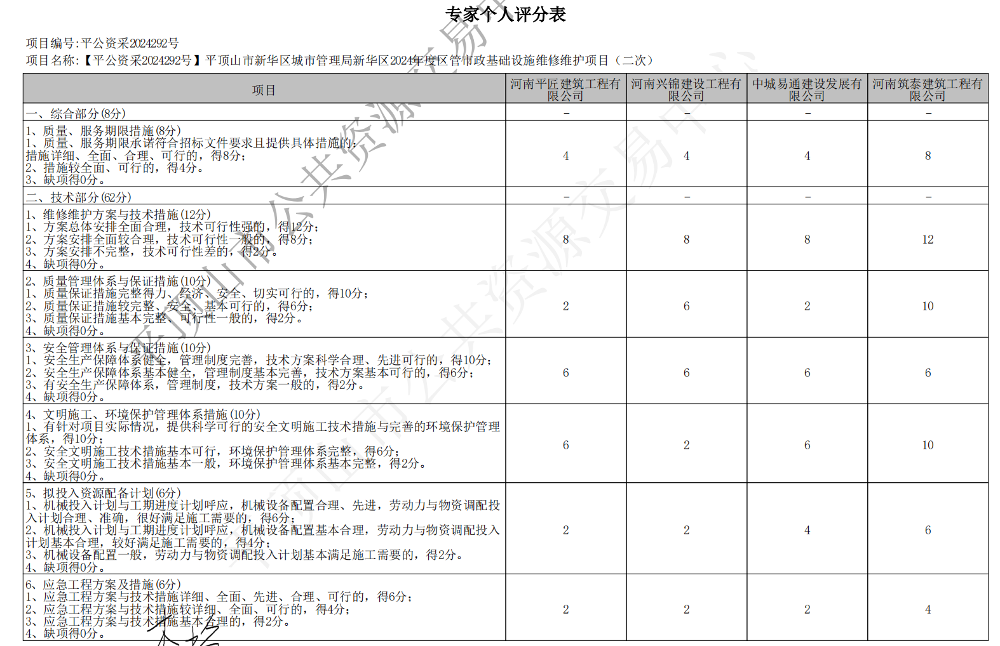 专家个人评分表
项目编号:平公资采2024292号
项目名称:【平公资采2024292号】平顶山市新华区城市管理局新华区2024年度区管市政基础设施维修维护项目（二次）
项目
河南平匠建筑工程有
限公司
河南兴锦建设工程有
限公司
中城易通建设发展有
限公司
河南筑泰建筑工程有
限公司
一、综合部分(8分)
-
-
-
-
1、质量、服务期限措施(8分)
1、质量、服务期限承诺符合招标文件要求且提供具体措施的；
措施详细、全面、合理、可行的，得8分；
2、措施较全面、可行的，得4分。
3、缺项得0分。
4
4
4
8
二、技术部分(62分)
-
-
-
-
1、维修维护方案与技术措施(12分)
1、方案总体安排全面合理，技术可行性强的，得12分；
2、方案安排全面较合理，技术可行性一般的，得8分；
3、方案安排不完整，技术可行性差的，得2分。
4、缺项得0分。
8
8
8
12
2、质量管理体系与保证措施(10分)
1、质量保证措施完整得力、经济、安全、切实可行的，得10分；
2、质量保证措施较完整、安全、基本可行的，得6分；
3、质量保证措施基本完整、可行性一般的，得2分。
4、缺项得0分。
2
6
2
10
3、安全管理体系与保证措施(10分)
1、安全生产保障体系健全，管理制度完善，技术方案科学合理、先进可行的，得10分；
2、安全生产保障体系基本健全，管理制度基本完善，技术方案基本可行的，得6分；
3、有安全生产保障体系，管理制度，技术方案一般的，得2分。
4、缺项得0分。
6
6
6
6
4、文明施工、环境保护管理体系措施(10分)
1、有针对项目实际情况，提供科学可行的安全文明施工技术措施与完善的环境保护管理
体系，得10分；
2、安全文明施工技术措施基本可行，环境保护管理体系完整，得6分；
3、安全文明施工技术措施基本一般，环境保护管理体系基本完整，得2分。
4、缺项得0分。
6
2
6
10
5、拟投入资源配备计划(6分)
1、机械投入计划与工期进度计划呼应，机械设备配置合理、先进，劳动力与物资调配投
入计划合理、准确，很好满足施工需要的，得6分；
2、机械投入计划与工期进度计划呼应，机械设备配置基本合理，劳动力与物资调配投入
计划基本合理，较好满足施工需要的，得4分；
3、机械设备配置一般，劳动力与物资调配投入计划基本满足施工需要的，得2分。
4、缺项得0分。
2
2
4
6
6、应急工程方案及措施(6分)
1、应急工程方案与技术措施详细、全面、先进、合理、可行的，得6分；
2、应急工程方案与技术措施较详细、全面、可行的，得4分；
3、应急工程方案与技术措施基本合理的，得2分。
4、缺项得0分。
2
2
2
4
平顶山市公共资源交易中
平顶山市公共资源交易中心